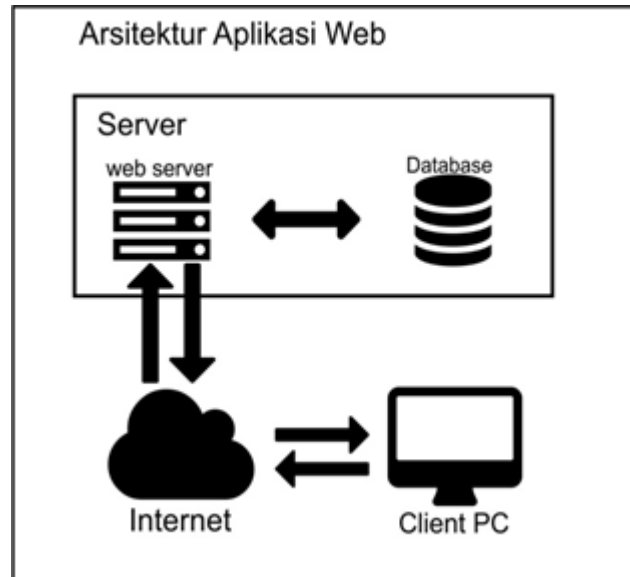 Arsitektur Aplikasi Web
Server
web server
Database
Internet
Client PC